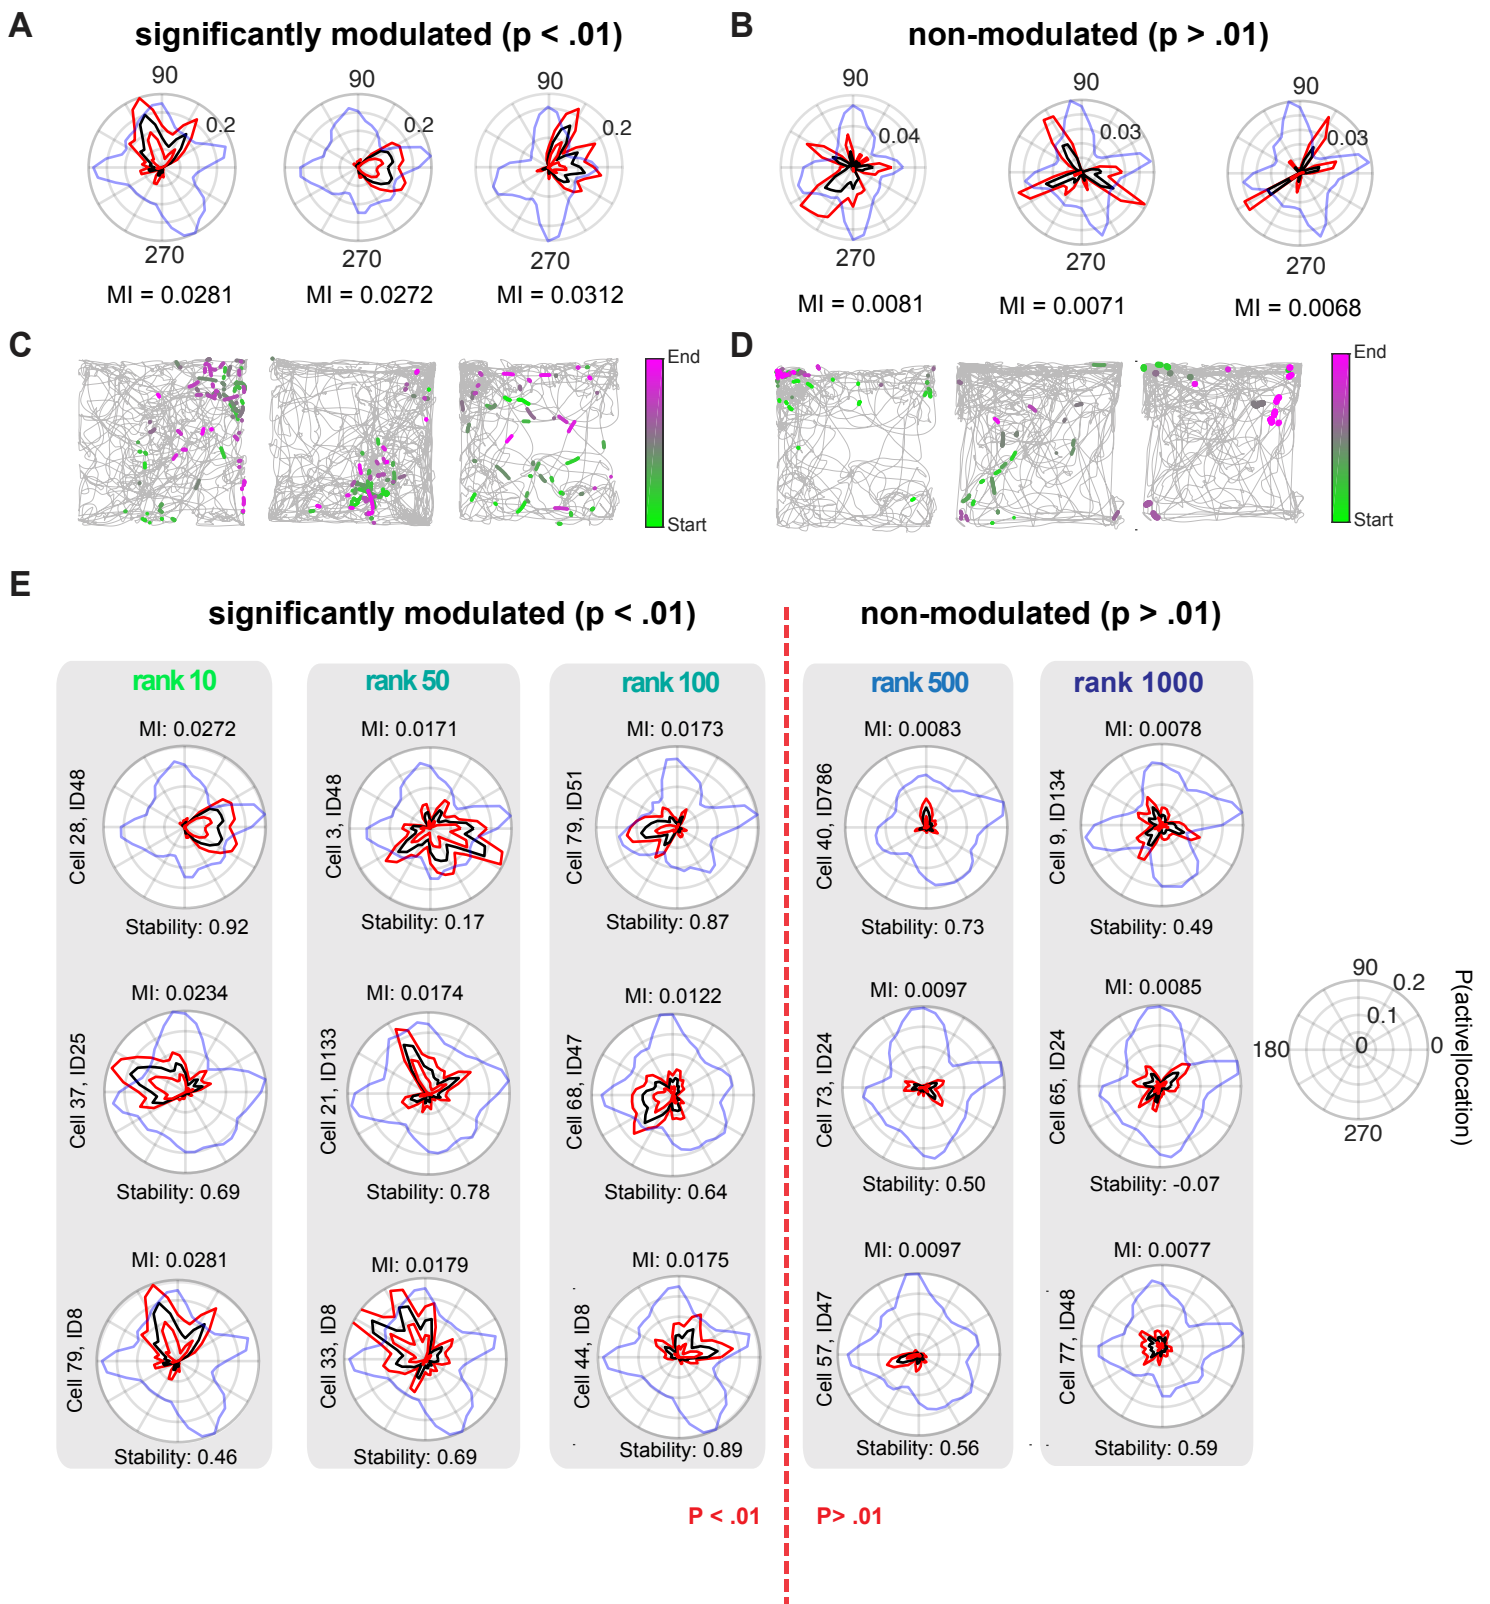 A
significantly modulated (p < .01)
90
0.2
270
MI = 0.0281
0.2
90
270
MI = 0.0272
90
0.2
270
MI = 0.0312
B
non-modulated (p > .01)
90
0.04
270
MI = 0.0081
90
0.03
270
MI = 0.0071
90
0.03
270
MI = 0.0068
C
End
Start
D
End
Start
E
significantly modulated (p < .01)
non-modulated (p > .01)
rank 10
MI: 0.0272
Cell 28, ID48
Stability: 0.92
MI: 0.0234
Cell 37, ID25
Stability: 0.69
MI: 0.0281
Cell 79, ID8
Stability: 0.46
rank 50
MI: 0.0171
Cell 3, ID48
Stability: 0.17
MI: 0.0174
Cell 21, ID133
Stability: 0.78
MI: 0.0179
Cell 33, ID8
Stability: 0.69
rank 100
MI: 0.0173
Cell 79, ID51
Stability: 0.87
MI: 0.0122
Cell 68, ID47
Stability: 0.64
MI: 0.0175
Cell 44, ID8
Stability: 0.89
rank 500
MI: 0.0083
Cell 40, ID786
Stability: 0.73
MI: 0.0097
Cell 73, ID24
Stability: 0.50
MI: 0.0097
Cell 57, ID47
Stability: 0.56
rank 1000
MI: 0.0078
Cell 9, ID134
Stability: 0.49
MI: 0.0085
Cell 65, ID24
Stability: -0.07
MI: 0.0077
Cell 77, ID48
Stability: 0.59
90
0.2
0.1
180
0
0
270
P(active|location)
P < .01
P> .01